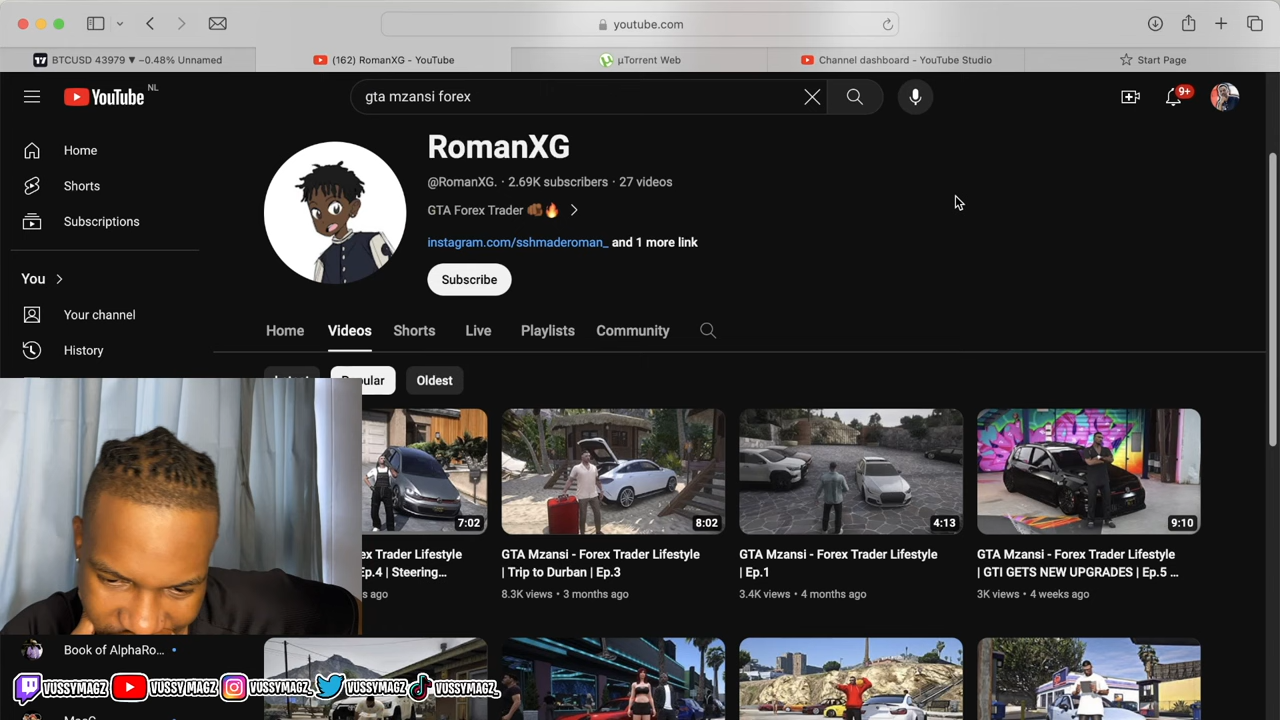 youtube.com
BTCUSD 43979 ▼ −0.48% Unnamed
(162) RomanXG - YouTube
µTorrent Web
Channel dashboard - YouTube Studio
Start Page
YouTube NL
gta mzansi forex
9+
Home
Shorts
Subscriptions
You
Your channel
History
RomanXG
@RomanXG. · 2.69K subscribers · 27 videos
GTA Forex Trader
instagram.com/sshmaderoman_ and 1 more link
Subscribe
Home Videos Shorts Live Playlists Community
Oldest
7:02
8:02
4:13
9:10
Trader Lifestyle
Ep.4 | Steering...
ago
GTA Mzansi - Forex Trader Lifestyle
| Trip to Durban | Ep.3
8.3K views · 3 months ago
GTA Mzansi - Forex Trader Lifestyle
| Ep.1
3.4K views · 4 months ago
GTA Mzansi - Forex Trader Lifestyle
| GTI GETS NEW UPGRADES | Ep.5 ...
3K views · 4 weeks ago
Book of AlphaRo...
VUSSYMAGZ VUSSY MAGZ VUSSYMAGZ_ VUSSYMAGZ VUSSYMAGZ_